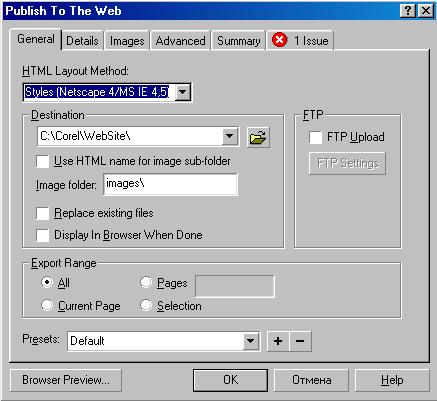 Publish To The Web
General Details Images Advanced Summary 1 Issue
HTML Layout Method:
Styles (Netscape 4/MS IE 4,5)
Destination
FTP
C:\Corel\WebSite\
FTP Upload
Use HTML name for image sub-folder
FTP Settings
Image folder: images\
Replace existing files
Display In Browser When Done
Export Range
All Pages
Current Page Selection
Presets: Default
Browser Preview... OK Отмена Help